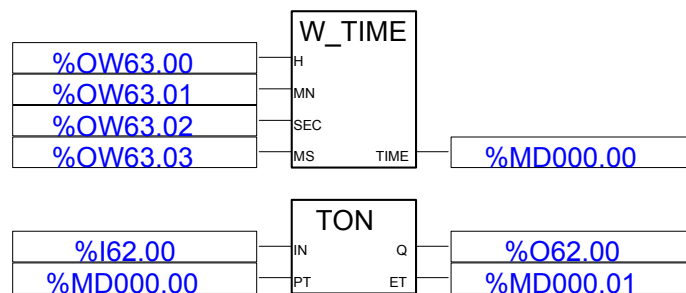 W_TIME
%OW63.00 H
%OW63.01 MN
%OW63.02 SEC
%OW63.03 MS TIME %MD000.00
TON
%I62.00 IN Q %O62.00
%MD000.00 PT ET %MD000.01